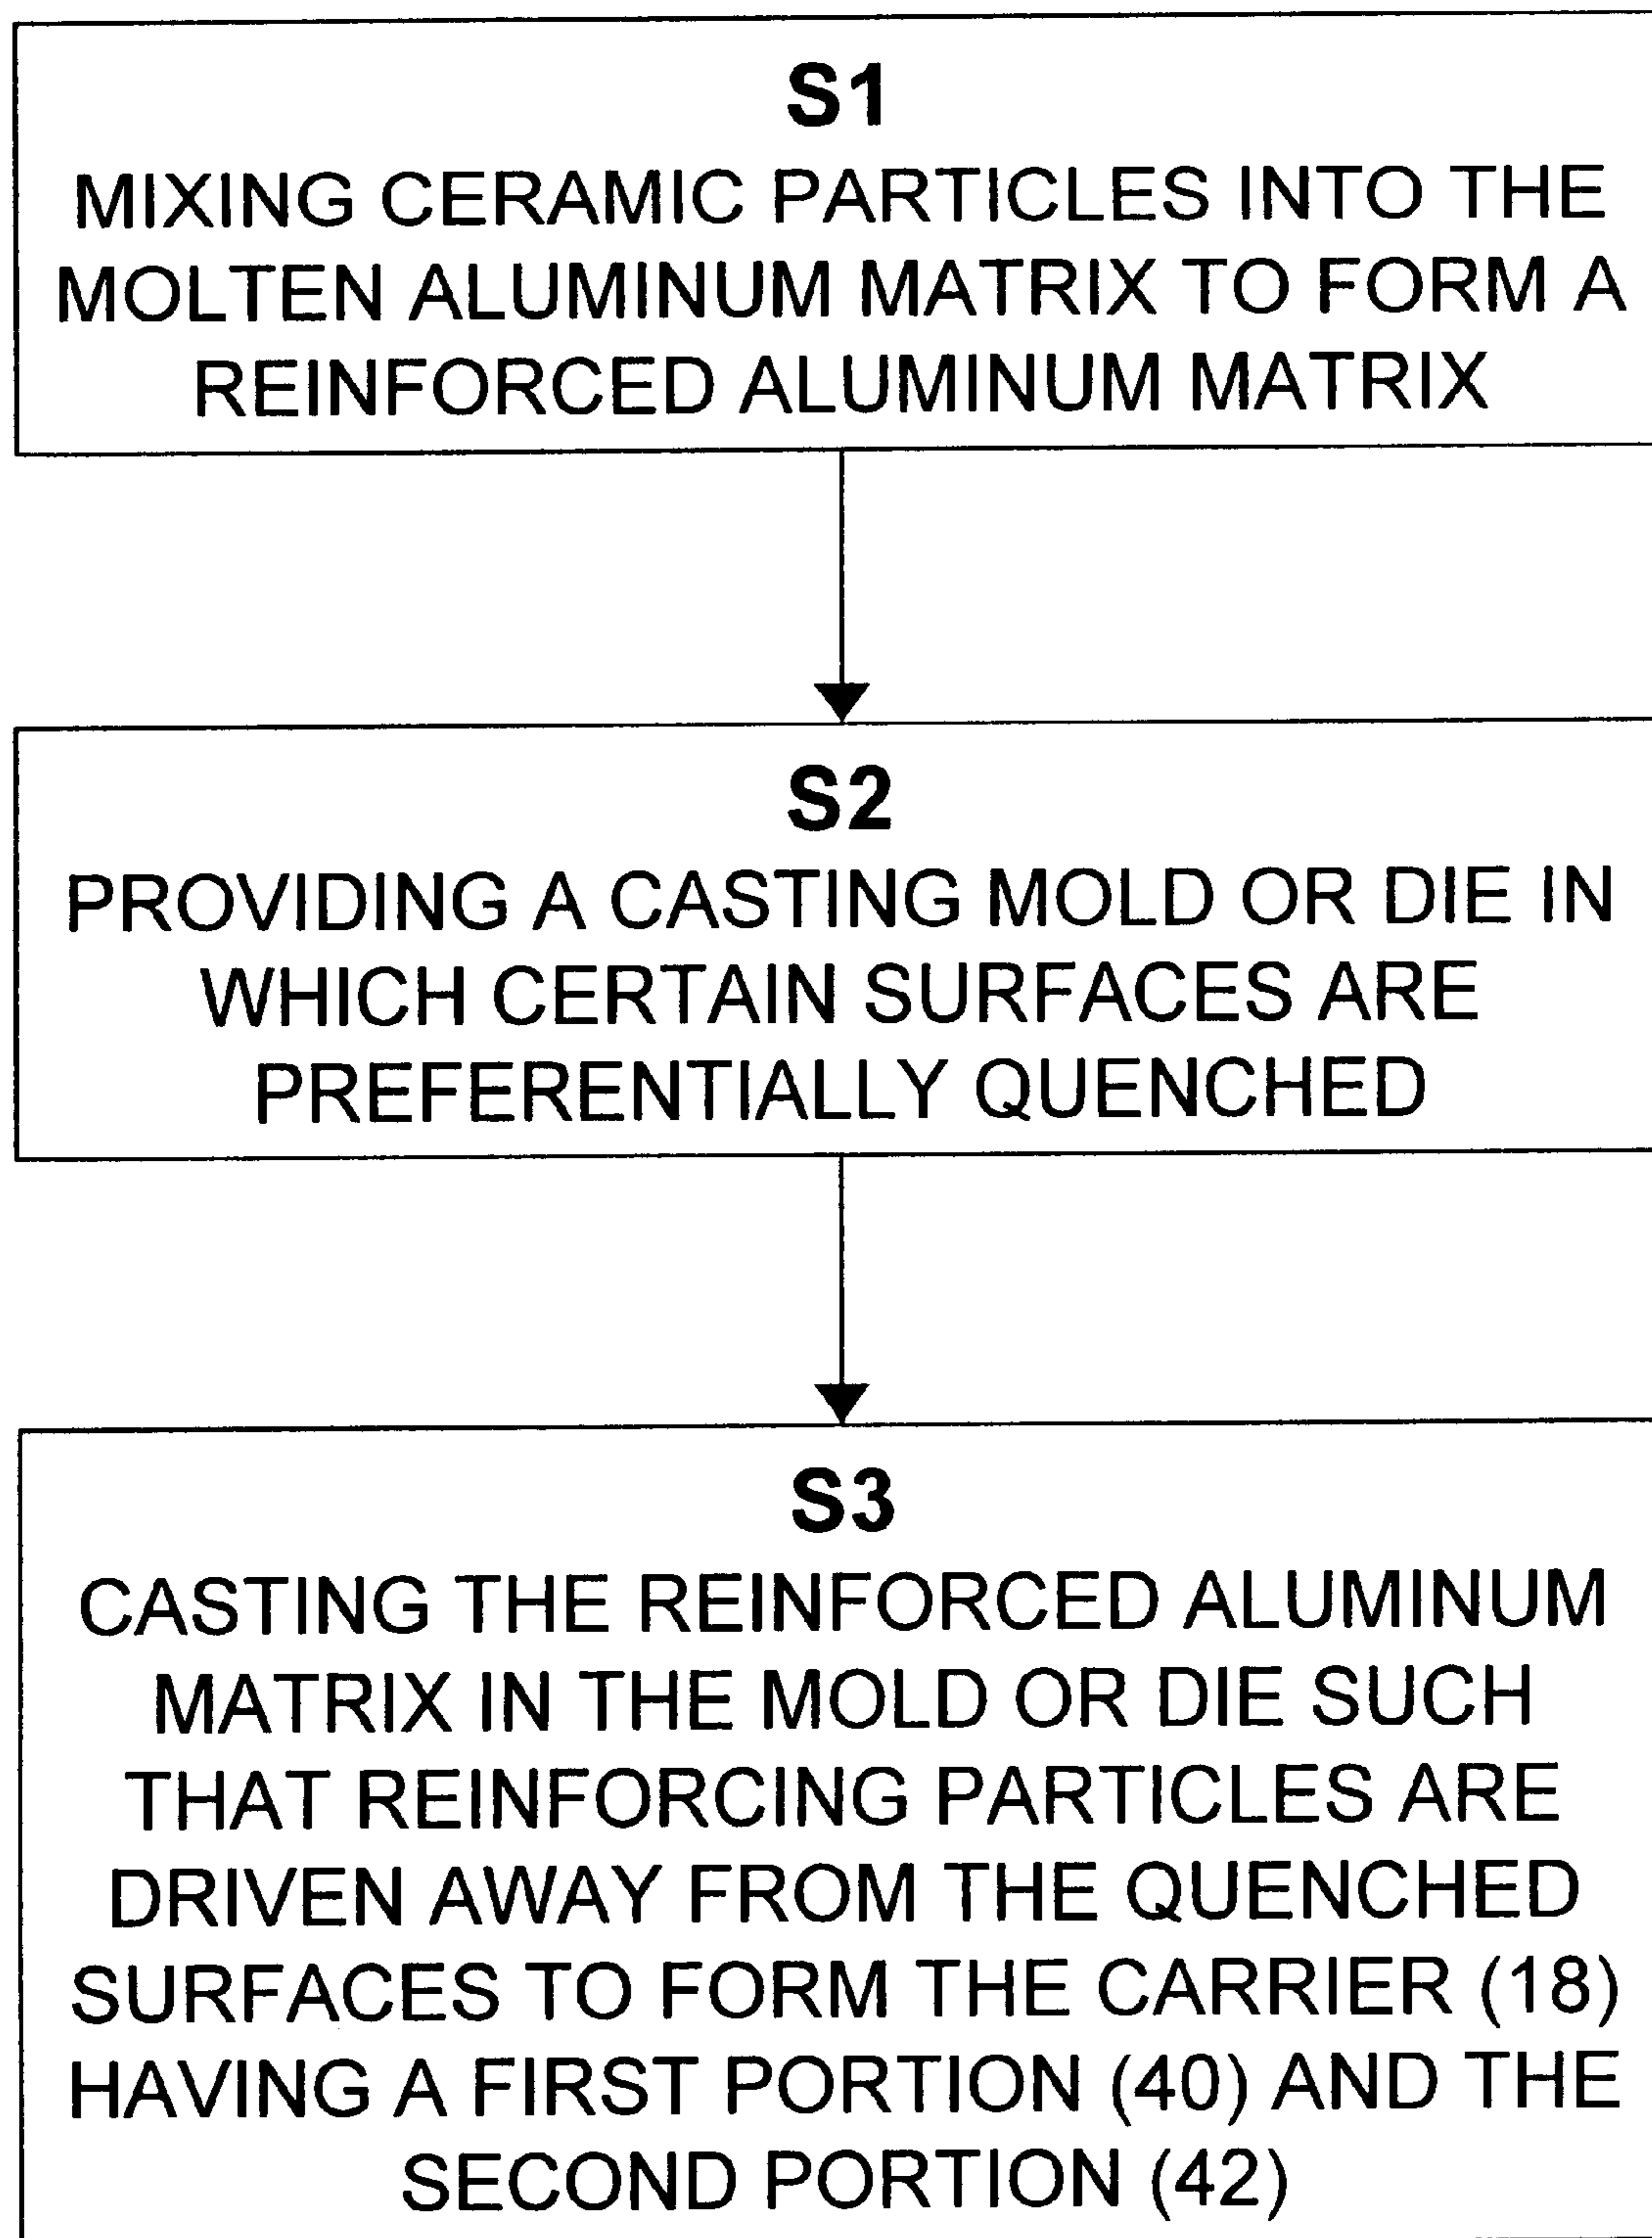 S1
MIXING CERAMIC PARTICLES INTO THE
MOLTEN ALUMINUM MATRIX TO FORM A
REINFORCED ALUMINUM MATRIX
S2
PROVIDING A CASTING MOLD OR DIE IN
WHICH CERTAIN SURFACES ARE
PREFERENTIALLY QUENCHED
S3
CASTING THE REINFORCED ALUMINUM
MATRIX IN THE MOLD OR DIE SUCH
THAT REINFORCING PARTICLES ARE
DRIVEN AWAY FROM THE QUENCHED
SURFACES TO FORM THE CARRIER (18)
HAVING A FIRST PORTION (40) AND THE
SECOND PORTION (42)